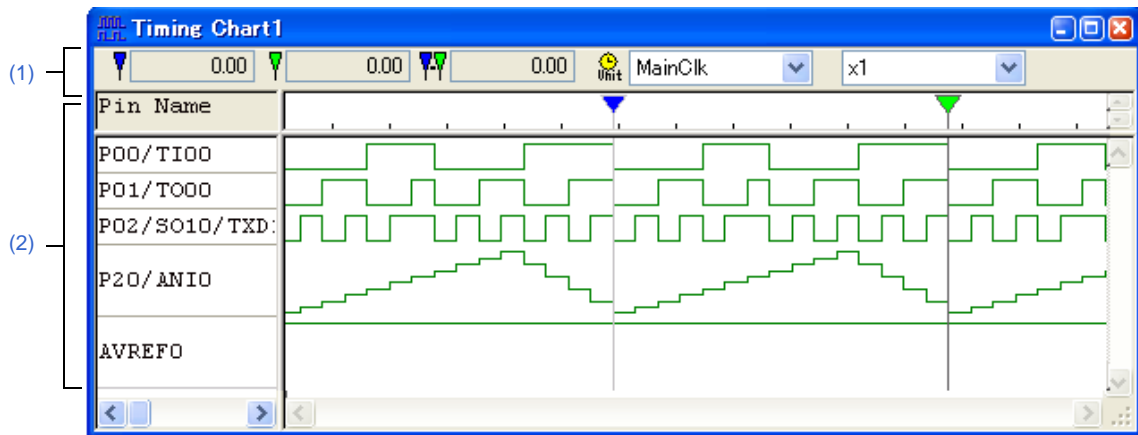 Timing Chart1
(1)
0.00 0.00 0.00 Unit MainClk x1
Pin Name
P00/TI00
P01/TO00
P02/SO10/TXD
(2)
P20/ANI0
AVREF0